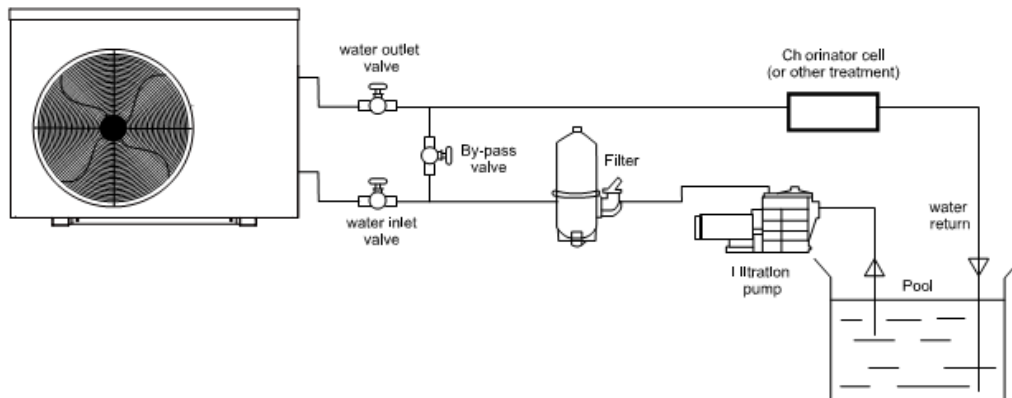 water outlet
valve
Ch orinator cell
(or other treatment)
By-pass
valve
Filter
water inlet
valve
I iltration
pump
water
return
Pool